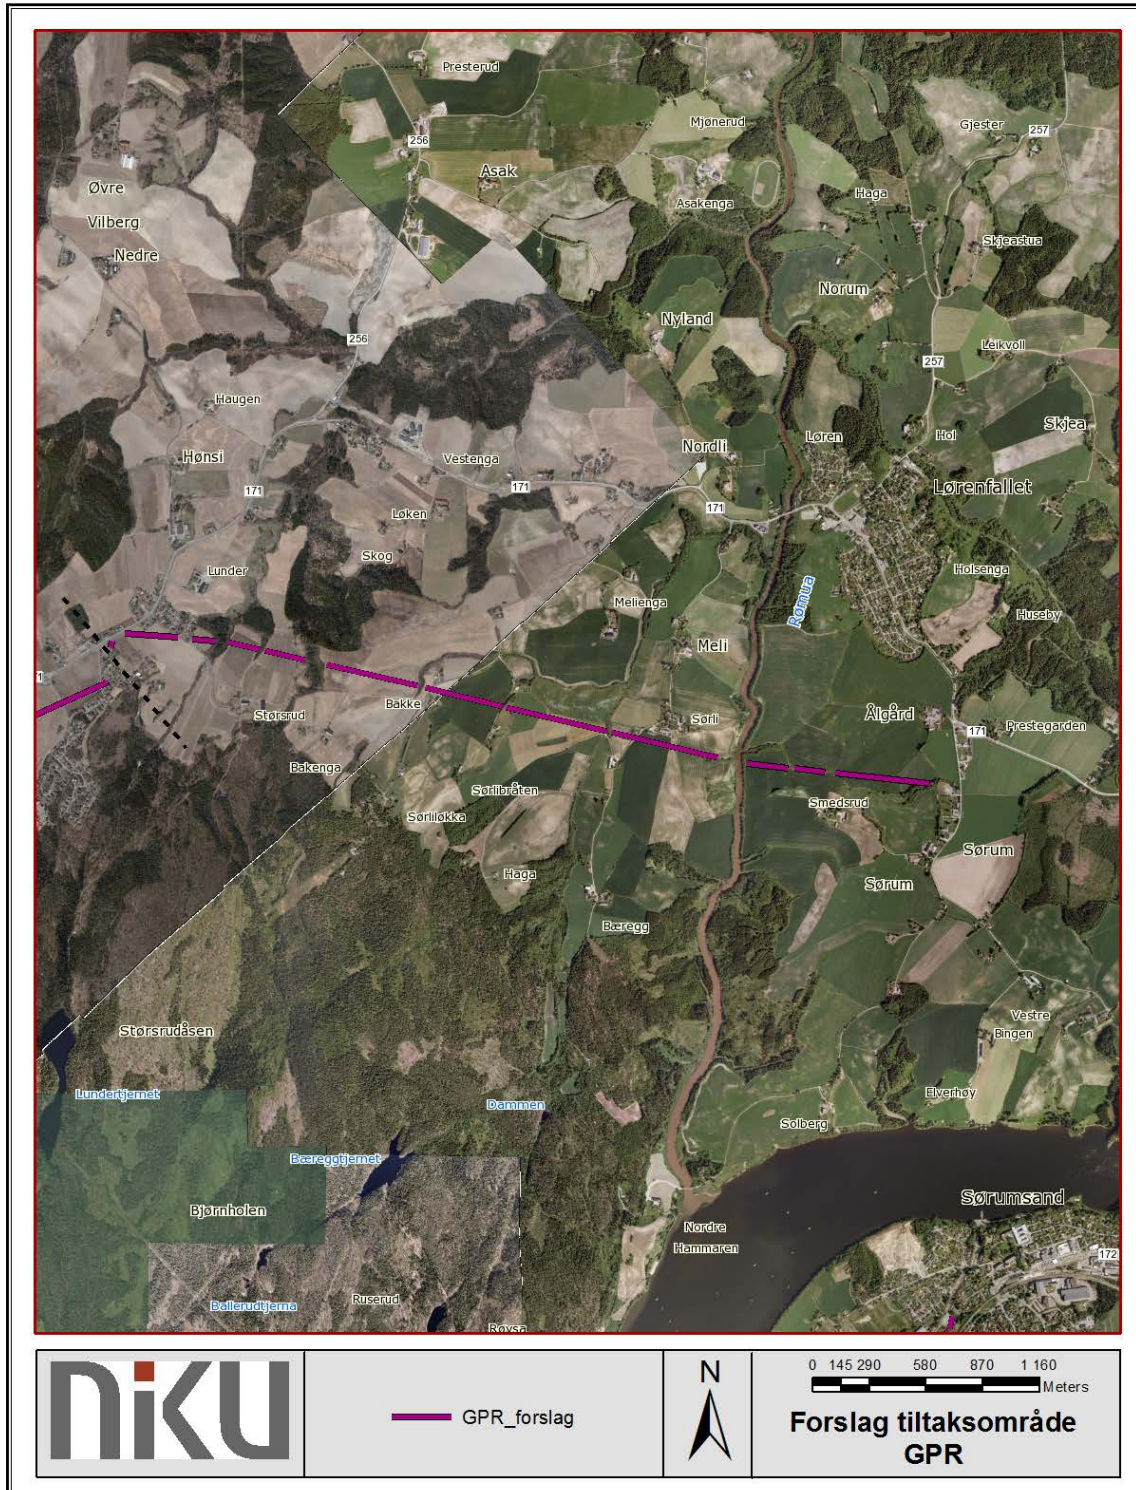 Presterud
256
Asak
Mjønerud
Gjester
257
Øvre
Vilberg
Nedre
Asakenga
Haga
Skjeastua
Norum
Nyland
256
Leikvoll
257
Haugen
Skjea
Hønsi
Vestenga
Nordli
Løren
Hol
171
171
Lørenfallet
171
Løken
Skog
Lunder
Holsenga
Melienga
Rømua
Huseby
Meli
71
Størsrud
Bakke
Sørli
Ålgård
171
Prestegarden
Bakenga
Sørlibråten
Smedsrud
Sørliløkka
Sørum
Haga
Sørum
Bæregg
Størsrudåsen
Vestre
Bingen
Lundertjernet
Dammen
Elverhøy
Solberg
Bæreggtjernet
Bjørnholen
Sørumsand
Nordre
Hammaren
172
Ballerudtjerna
Ruserud
Røysa
niKU
GPR_forslag
N
0 145 290 580 870 1 160
Meters
Forslag tiltaksområde
GPR